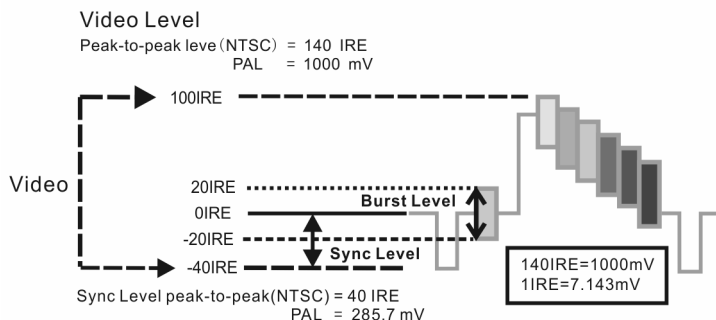 Video Level
Peak-to-peak leve(NTSC) = 140 IRE
PAL = 1000 mV
100IRE
Video
20IRE
Burst Level
0IRE
-20IRE
Sync Level
-40IRE
140IRE=1000mV
1IRE=7.143mV
Sync Level peak-to-peak(NTSC) = 40 IRE
PAL = 285.7 mV